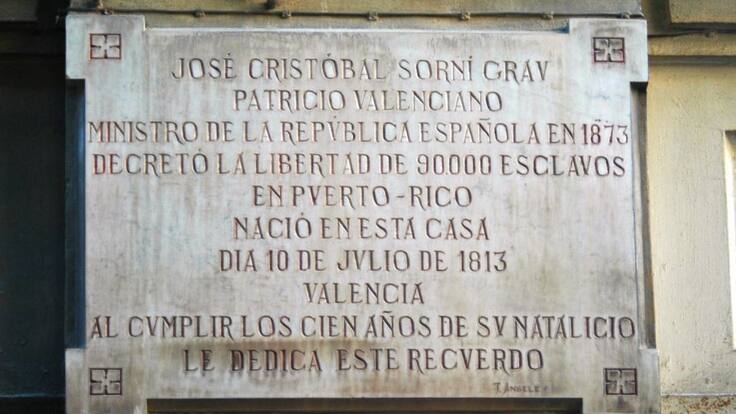 JOSÉ CRISTÓBAL SORNÍ GRAV
PATRICIO VALENCIANO
MINISTRO DE LA REPVBLICA ESPAÑOLA EN 1873
DECRETÓ LA LIBERTAD DE 90.000 ESCLAVOS
EN PVERTO-RICO
NACIÓ EN ESTA CASA
DIA 10 DE JVLIO DE 1813
VALENCIA
AL CVMPLIR LOS CIEN AÑOS DE SV NATALICIO
LE DEDICA ESTE RECVERDO